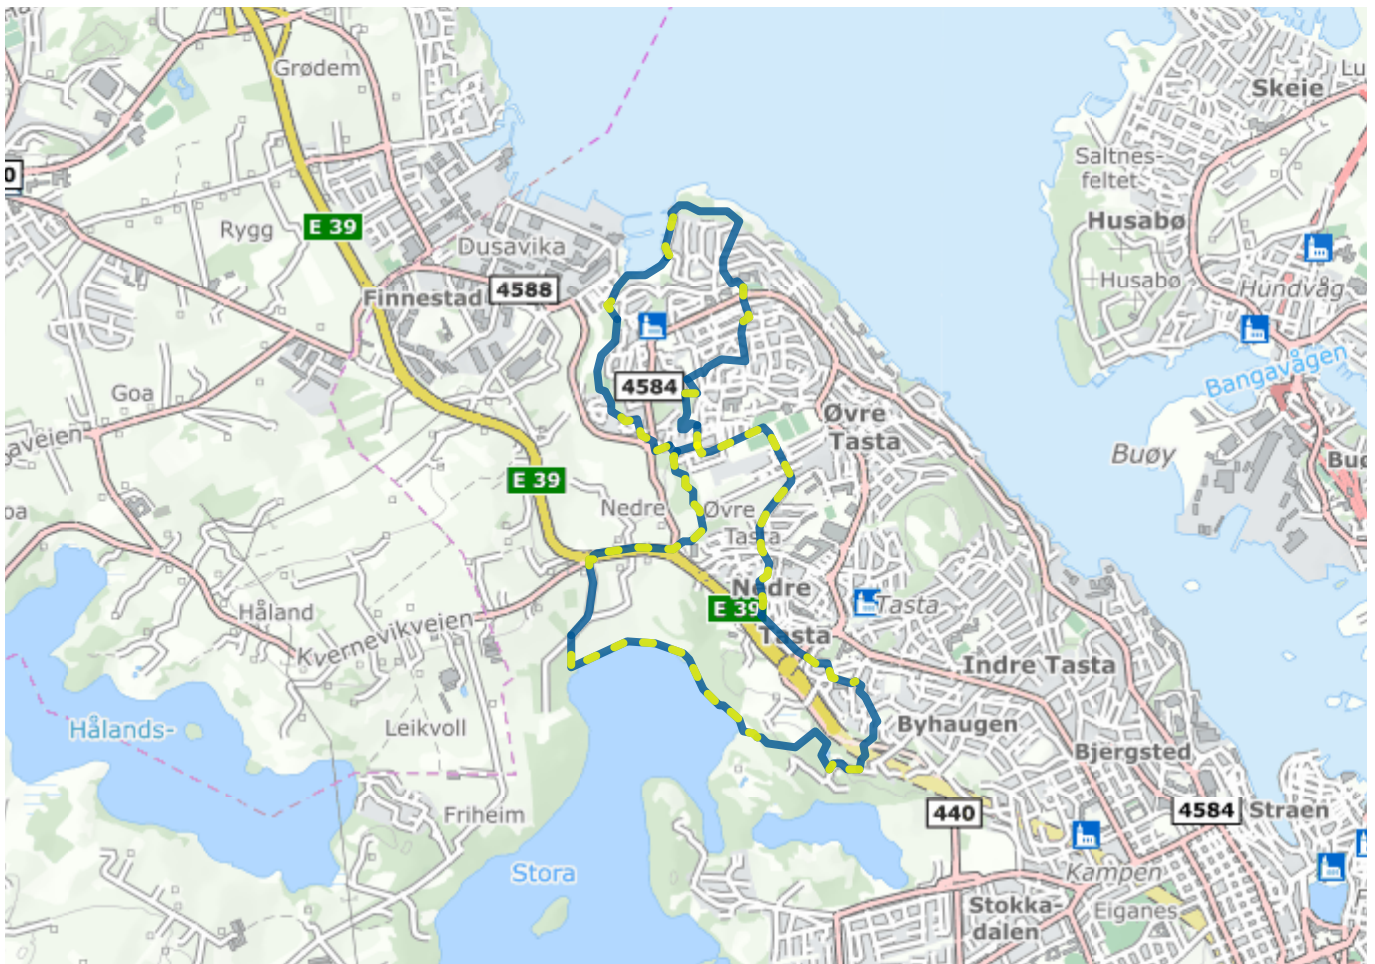 Grødem
Skeie
Lu
Saltnes-
feltet
0
E 39
Rygg
Husabø
Dusavika
Husabø
Hundvåg
4588
Finnestad
4584
Bangavågen
Goa
Øvre
Tasta
Buøy
E 39
Nedre
Øvre
Tasta
Nedre
E 39
Tasta
Tasta
Håland
Kvernevikveien
Indre Tasta
Hålands-
Leikvoll
Byhaugen
Bjergsted
Friheim
440
4584
Straen
Stora
Kampen
Stokka-
dalen
Eiganes